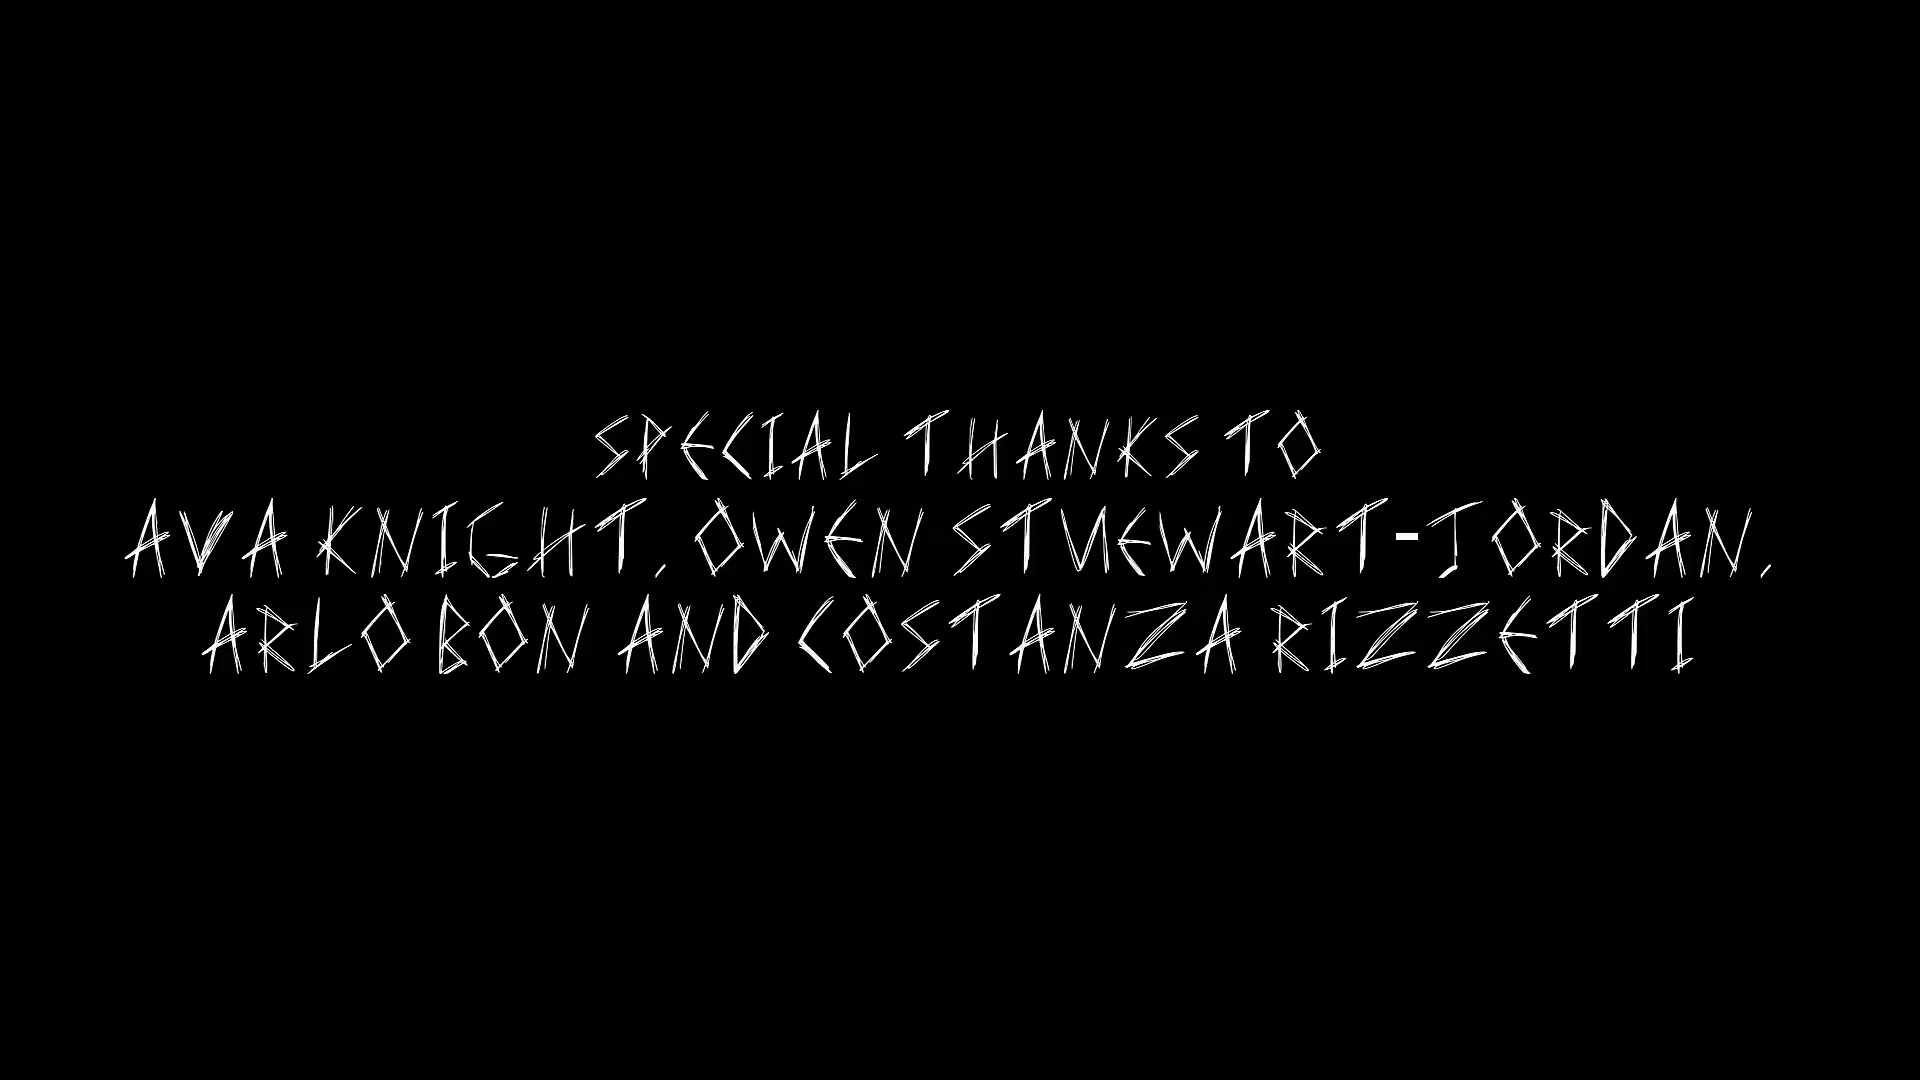 SPECIAL THANKS TO
AVA KNIGHT, OWEN STUEWART-JORDAN,
ARLO BON AND COSTANZA RIZZETTI